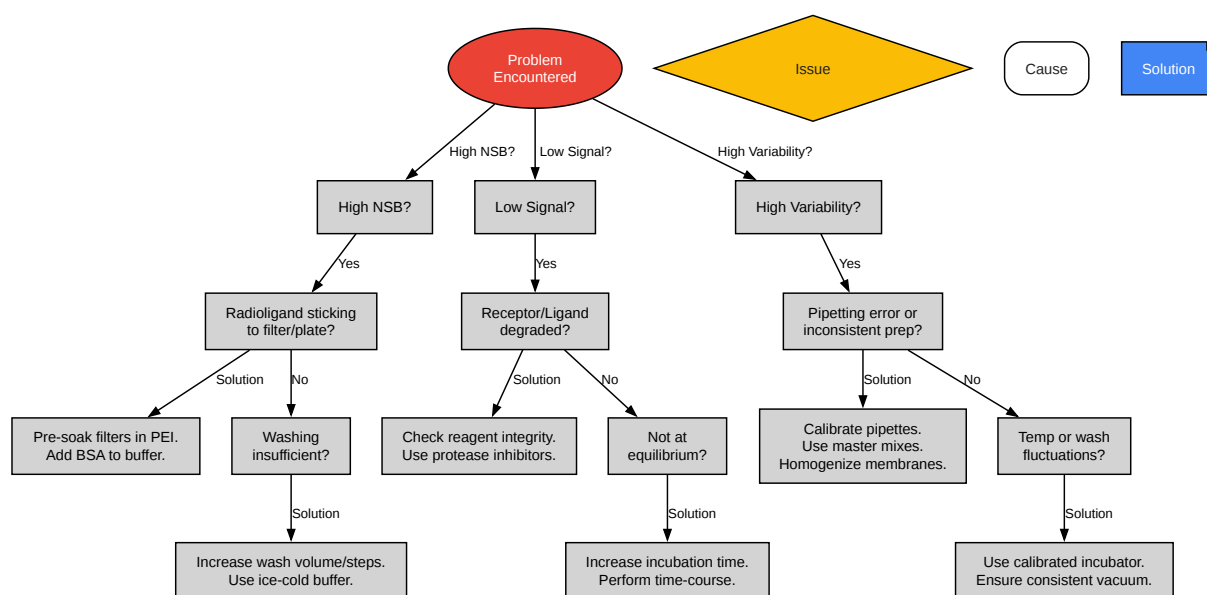 Problem
Encountered
Issue
Cause
Solution
High NSB?
Low Signal?
High Variability?
High NSB?
Low Signal?
High Variability?
Yes
Yes
Yes
Radioligand sticking
to filter/plate?
Receptor/Ligand
degraded?
Pipetting error or
inconsistent prep?
Solution
No
Solution
No
Solution
No
Pre-soak filters in PEI.
Add BSA to buffer.
Washing
insufficient?
Check reagent integrity.
Use protease inhibitors.
Not at
equilibrium?
Calibrate pipettes.
Use master mixes.
Homogenize membranes.
Temp or wash
fluctuations?
Solution
Solution
Solution
Increase wash volume/steps.
Use ice-cold buffer.
Increase incubation time.
Perform time-course.
Use calibrated incubator.
Ensure consistent vacuum.